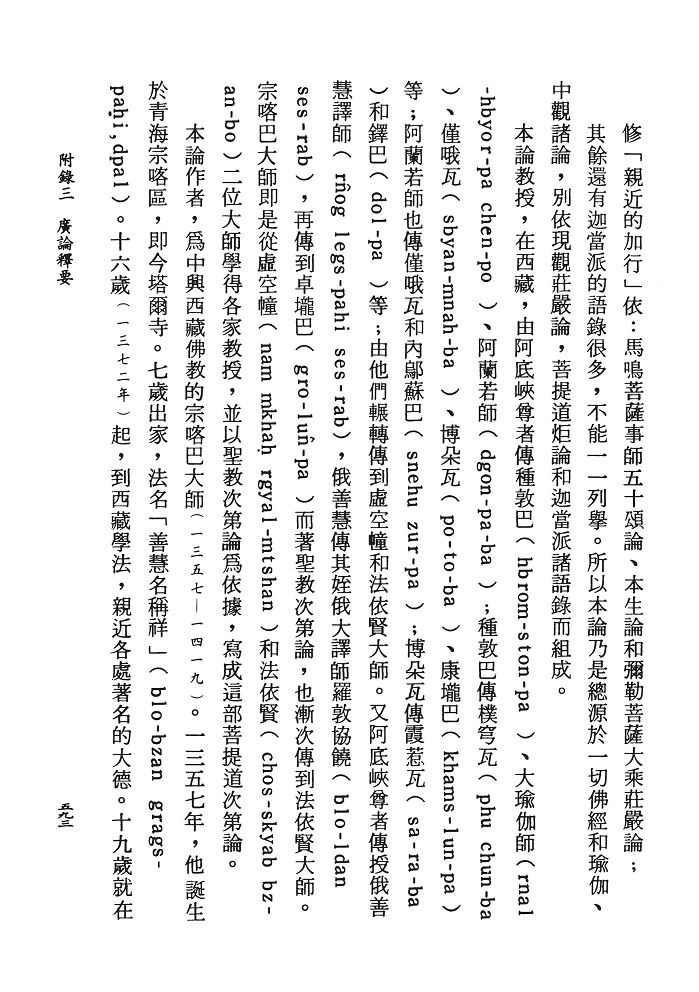 修「親近的加行」依：馬鳴菩薩事師五十頌論、本生論和彌勒菩薩大乘莊嚴論；
其餘還有迦當派的語錄很多，不能一一列擧。所以本論乃是總源於一切佛經和瑜伽、
中觀諸論，別依現觀莊嚴論，菩提道炬論和迦當派諸語錄而組成。
本論教授，在西藏，由阿底峽尊者傳種敦巴（hbrom-ston-pa ）、大瑜伽師（rnal
-hbyor-pa chen-po ）、阿蘭若師（dgon-pa-ba）；種敦巴傳樸穹瓦（phu chun-ba
）、僅哦瓦（sbyan-mnah-ba ）、博朶瓦（po-to-ba ）、康壠巴（khams-lun-pa）
等；阿蘭若師也傳僅哦瓦和內鄔蘇巴（snehu zur-pa ）；博朶瓦傳霞惹瓦（sa-ra-ba
）和鐸巴（dol-pa ）等；由他們輾轉傳到虛空幢和法依賢大師。又阿底峽尊者傳授俄善
慧譯師（rṅog legs-pahi ses-rab），俄善慧傳其姪俄大譯師羅敦協饒（blo-ldan
ses-rab），再傳到卓壠巴（gro-luṅ-pa ）而著聖教次第論，也漸次傳到法依賢大師。
宗喀巴大師即是從虛空幢（nam mkhaḥ rgyal-mtshan）和法依賢（chos-skyab bz-
an-bo）二位大師學得各家教授，並以聖教次第論爲依據，寫成這部菩提道次第論。
本論作者，爲中興西藏佛教的宗喀巴大師（一三五七—一四一九）。一三五七年，他誕生
於青海宗喀區，即今塔爾寺。七歲出家，法名「善慧名稱祥」（blo-bzan grags-
paḥi,dpal）。十六歲（一三七二年）起，到西藏學法，親近各處著名的大德。十九歲就在
附錄三　廣論釋要
五九三